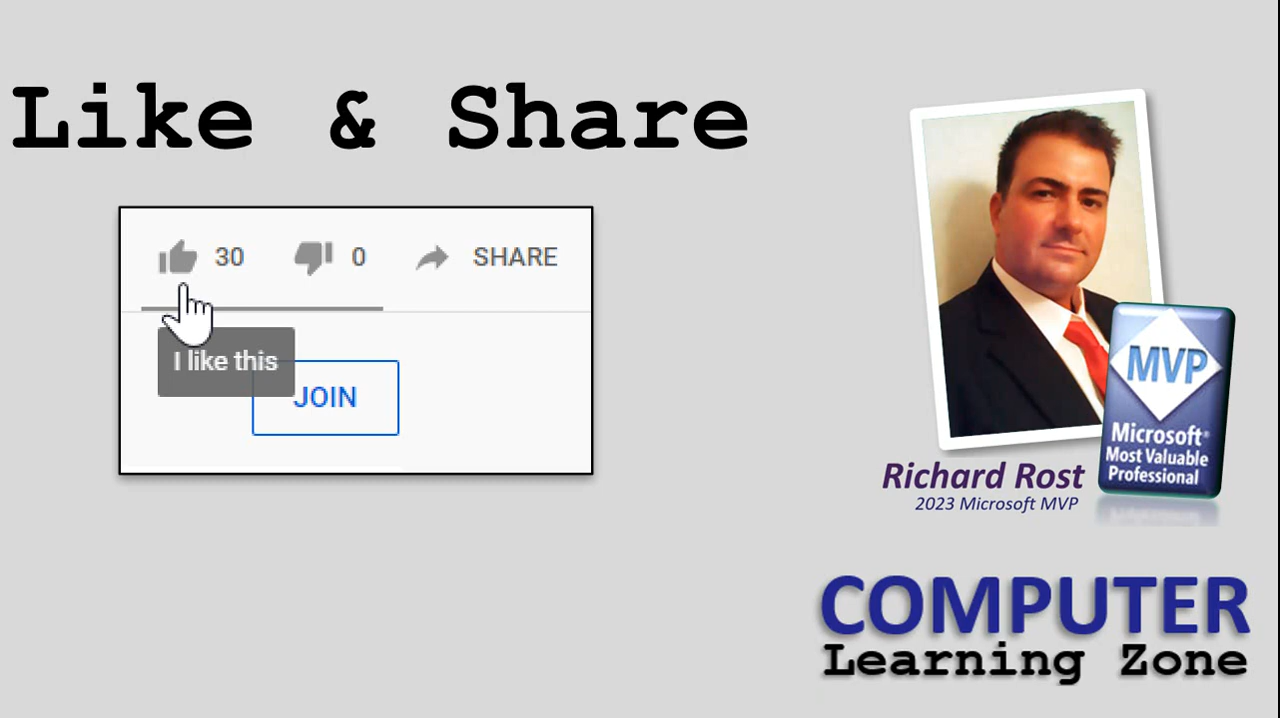 Like & Share
30 0 SHARE
I like this
JOIN
MVP
Microsoft®
Most Valuable
Professional
Richard Rost
2023 Microsoft MVP
COMPUTER
Learning Zone